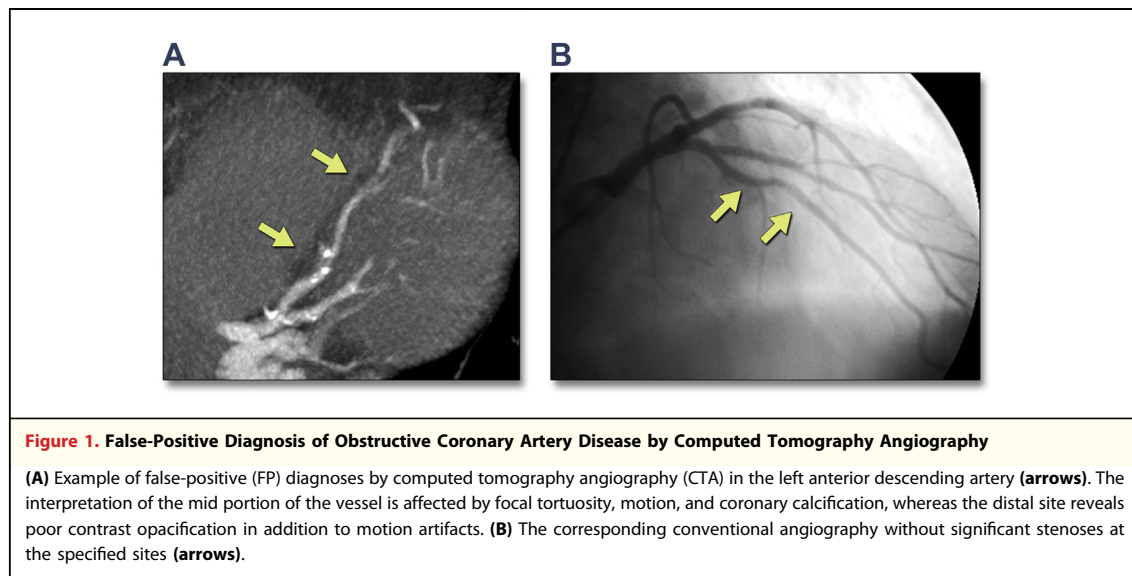 A
B
Figure 1. False-Positive Diagnosis of Obstructive Coronary Artery Disease by Computed Tomography Angiography
(A) Example of false-positive (FP) diagnoses by computed tomography angiography (CTA) in the left anterior descending artery (arrows). The
interpretation of the mid portion of the vessel is affected by focal tortuosity, motion, and coronary calcification, whereas the distal site reveals
poor contrast opacification in addition to motion artifacts. (B) The corresponding conventional angiography without significant stenoses at
the specified sites (arrows).